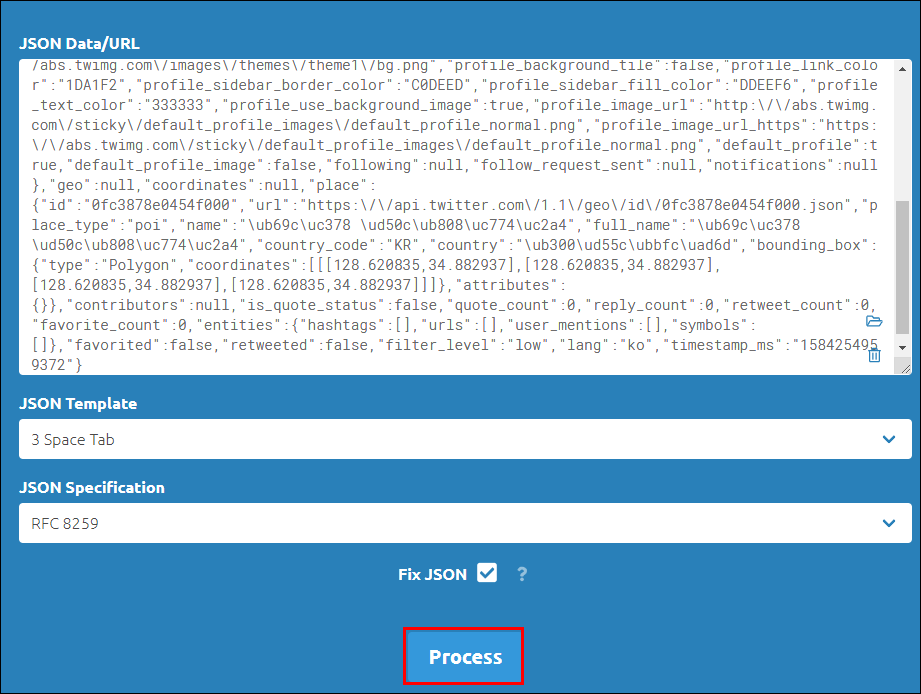 JSON Data/URL
/abs.twimg.com\/images\/themes\/theme1\/bg.png","profile_background_tile":false,"profile_link_colo
r":"1DA1F2","profile_sidebar_border_color":"C0DEED","profile_sidebar_fill_color":"DDEEF6","profile
_text_color":"333333","profile_use_background_image":true,"profile_image_url":"http:\/\/abs.twimg.
com\/sticky\/default_profile_images\/default_profile_normal.png","profile_image_url_https":"https:
\/\/abs.twimg.com\/sticky\/default_profile_images\/default_profile_normal.png","default_profile":t
rue,"default_profile_image":false,"following":null,"follow_request_sent":null,"notifications":null
},"geo":null,"coordinates":null,"place":
{"id":"0fc3878e0454f000","url":"https:\/\/api.twitter.com\/1.1\/geo\/id\/0fc3878e0454f000.json","p
lace_type":"poi","name":"\ub69c\uc378 \ud50c\ub808\uc774\uc2a4","full_name":"\ub69c\uc378
\ud50c\ub808\uc774\uc2a4","country_code":"KR","country":"\ub300\ud55c\ubbfc\uad6d","bounding_box":
{"type":"Polygon","coordinates":[[[128.620835,34.882937],[128.620835,34.882937],
[128.620835,34.882937],[128.620835,34.882937]]]},"attributes":
{}},"contributors":null,"is_quote_status":false,"quote_count":0,"reply_count":0,"retweet_count":0,
"favorite_count":0,"entities":{"hashtags":[],"urls":[],"user_mentions":[],"symbols":
[]},"favorited":false,"retweeted":false,"filter_level":"low","lang":"ko","timestamp_ms":"158425495
9372"}
JSON Template
3 Space Tab
JSON Specification
RFC 8259
Fix JSON ?
Process